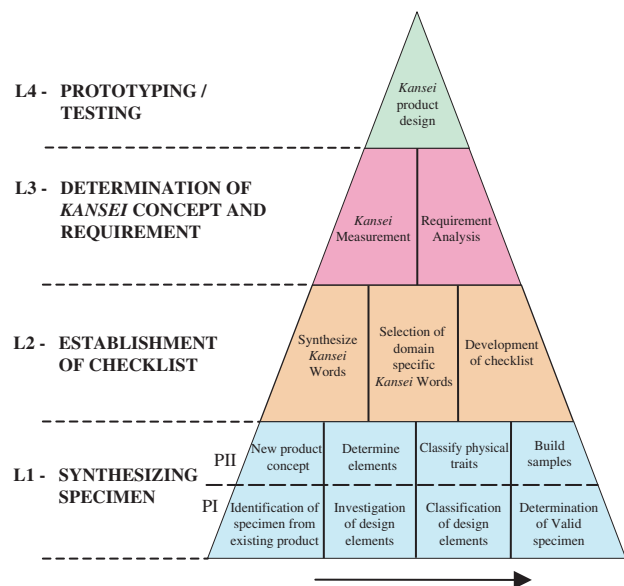 L4 - PROTOTYPING /
TESTING
Kansei
product
design
L3 - DETERMINATION OF
KANSEI CONCEPT AND
REQUIREMENT
Kansei
Measurement
Requirement
Analysis
L2 - ESTABLISHMENT
OF CHECKLIST
Synthesize
Kansei
Words
Selection of
domain
specific
Kansei Words
Development
of checklist
L1 - SYNTHESIZING
SPECIMEN
PII
New product
concept
Determine
elements
Classify physical
traits
Build
samples
PI
Identification of
specimen from
existing product
Investigation
of design
elements
Classification
of design
elements
Determination
of Valid
specimen